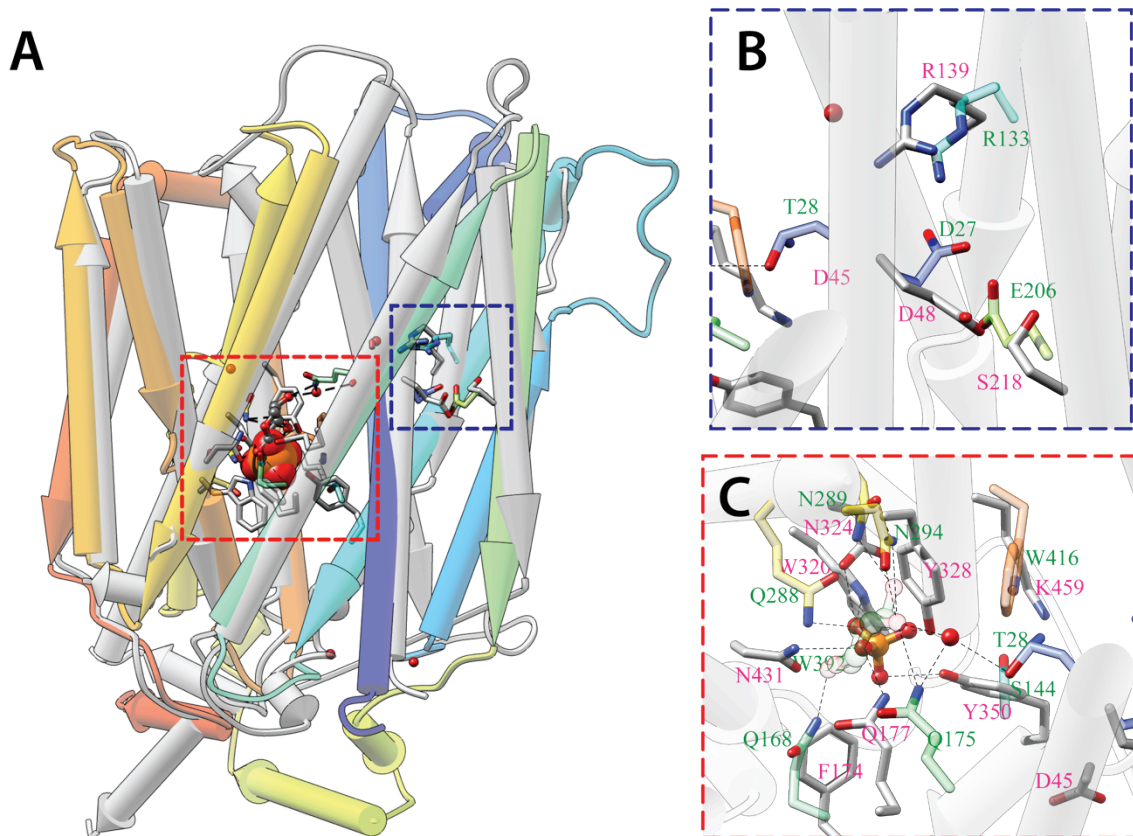 A
B
R139
R133
T28
D27
D45
D48
E206
S218
C
N289
N324
N294
W320
Y328
W416
K459
Q288
T28
W392
N431
S144
Y350
Q168
Q177
Q175
F174
D45